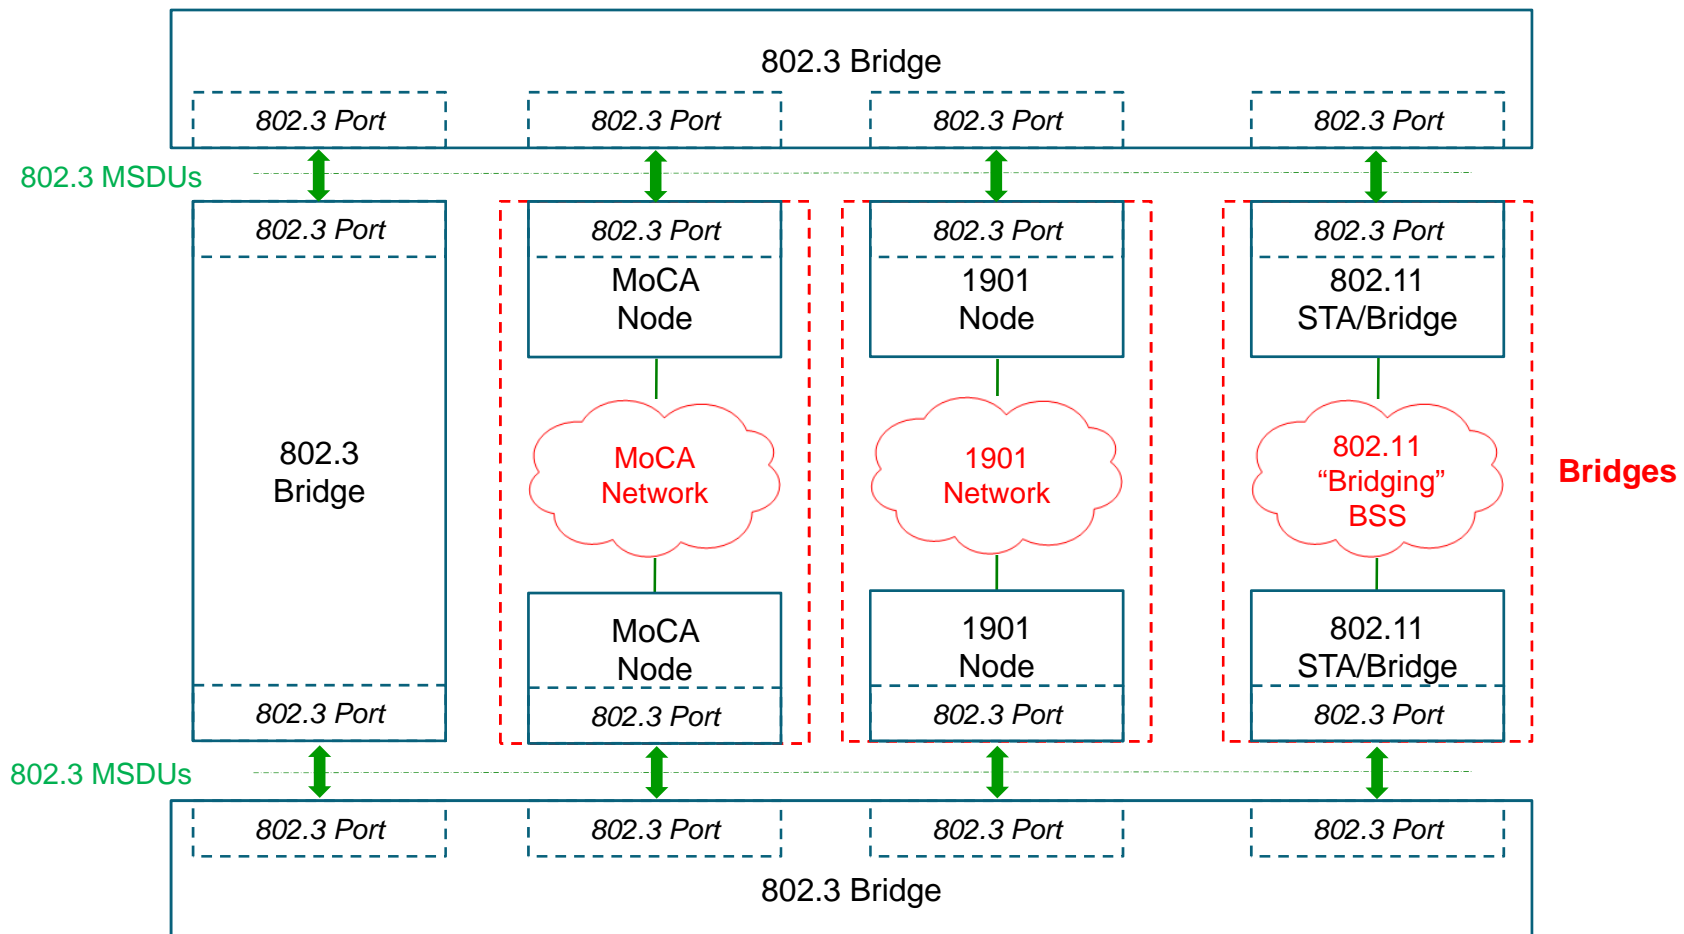 802.3 Bridge
802.3 Port
802.3 Port
802.3 Port
802.3 Port
802.3 MSDUs
802.3 Port
802.3 Port
802.3 Port
802.3 Port
MoCA
Node
1901
Node
802.11
STA/Bridge
802.3
Bridge
MoCA
Network
1901
Network
802.11
“Bridging”
BSS
Bridges
MoCA
Node
1901
Node
802.11
STA/Bridge
802.3 Port
802.3 Port
802.3 Port
802.3 Port
802.3 MSDUs
802.3 Port
802.3 Port
802.3 Port
802.3 Port
802.3 Bridge